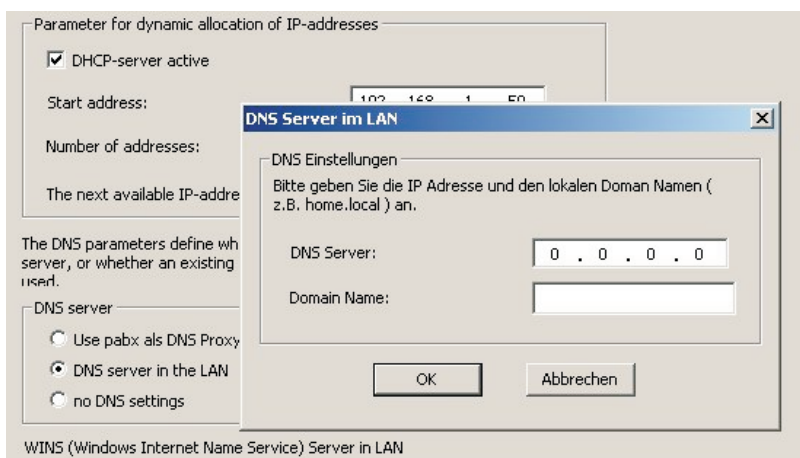 Parameter for dynamic allocation of IP-addresses
DHCP-server active
Start address:
192 . 168 . 1 . 50
Number of addresses:
The next available IP-addre
The DNS parameters define wh
server, or whether an existing
used.
DNS server
Use pabx als DNS Proxy
DNS server in the LAN
no DNS settings
WINS (Windows Internet Name Service) Server in LAN
DNS Server im LAN
DNS Einstellungen
Bitte geben Sie die IP Adresse und den lokalen Doman Namen (
z.B. home.local ) an.
DNS Server:
0 . 0 . 0 . 0
Domain Name:
OK
Abbrechen